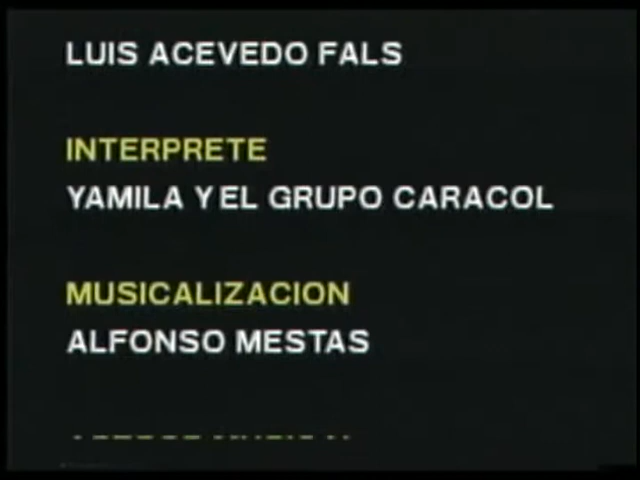 LUIS ACEVEDO FALS
INTERPRETE
YAMILA Y EL GRUPO CARACOL
MUSICALIZACION
ALFONSO MESTAS